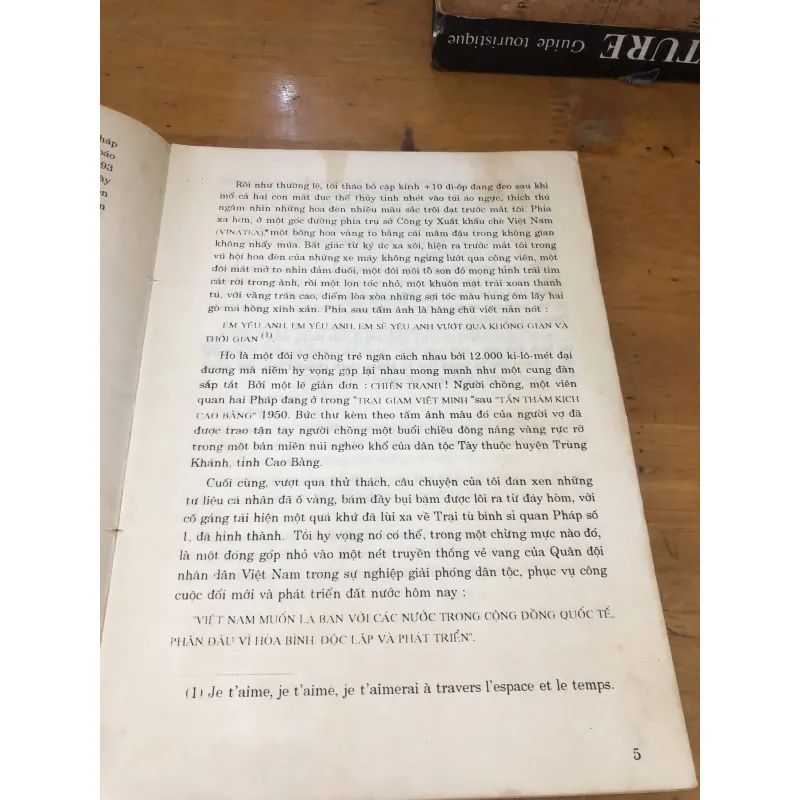 TURE Guide touristique
háp
báo
93
ày
ên
n
Rồi như thường lệ, tôi tháo bỏ cặp kính +10 đi-ốp đang đeo sau khi
mổ cả hai con mắt đục thể thủy tinh nhét vào túi áo ngực, thích thú
ngắm nhìn những hoa đèn nhiều màu sắc trôi dạt trước mắt tôi. Phía
xa hơn, ở một góc đường phía trụ sở Công ty Xuất khẩu chè Việt Nam
(VINATEA), một bông hoa vàng to bằng cái mâm đậu trong không gian
không nhẩy múa. Bất giác từ ký ức xa xôi, hiện ra trước mắt tôi trong
vũ hội hoa đèn của những xe máy không ngừng lướt qua công viên, một
đôi mắt mở to nhìn đắm đuối, một đôi môi tô son đỏ mọng hình trái tim
cắt rời trong ảnh, rồi một lọn tóc nhỏ, một khuôn mặt trái xoan thanh
tú, với vầng trán cao, điểm lòa xòa những sợi tóc màu hung ôm lấy hai
gò má hồng xinh xắn. Phía sau tấm ảnh là hàng chữ viết nắn nót :
EM YÊU ANH, EM YÊU ANH, EM SẼ YÊU ANH VƯỢT QUA KHÔNG GIAN VÀ
THỜI GIAN (1).
Họ là một đôi vợ chồng trẻ ngăn cách nhau bởi 12.000 ki-lô-mét đại
dương mà niềm hy vọng gặp lại nhau mong manh như một cung đàn
sắp tắt. Bởi một lẽ giản đơn : CHIẾN TRANH ! Người chồng, một viên
quan hai Pháp đang ở trong "TRẠI GIAM VIỆT MINH "sau "TẤN THẢM KỊCH
CAO BẰNG" 1950. Bức thư kèm theo tấm ảnh màu đó của người vợ đã
được trao tận tay người chồng một buổi chiều đông nắng vàng rực rỡ
trong một bản miền núi nghèo khổ của dân tộc Tày thuộc huyện Trùng
Khánh, tỉnh Cao Bằng.
Cuối cùng, vượt qua thử thách, câu chuyện của tôi đan xen những
tư liệu cá nhân đã ố vàng, bám đầy bụi bặm được lôi ra từ đáy hòm, với
cố gắng tái hiện một quá khứ đã lùi xa về Trại tù binh sĩ quan Pháp số
1, đã hình thành. Tôi hy vọng nó có thể, trong một chừng mực nào đó,
là một đóng góp nhỏ vào một nét truyền thống vẻ vang của Quân đội
nhân dân Việt Nam trong sự nghiệp giải phóng dân tộc, phục vụ công
cuộc đổi mới và phát triển đất nước hôm nay :
"VIỆT NAM MUỐN LÀ BẠN VỚI CÁC NƯỚC TRONG CỘNG ĐỒNG QUỐC TẾ,
PHẤN ĐẤU VÌ HÒA BÌNH, ĐỘC LẬP VÀ PHÁT TRIỂN".
(1) Je t'aime, je t'aime, je t'aimerai à travers l'espace et le temps.
5